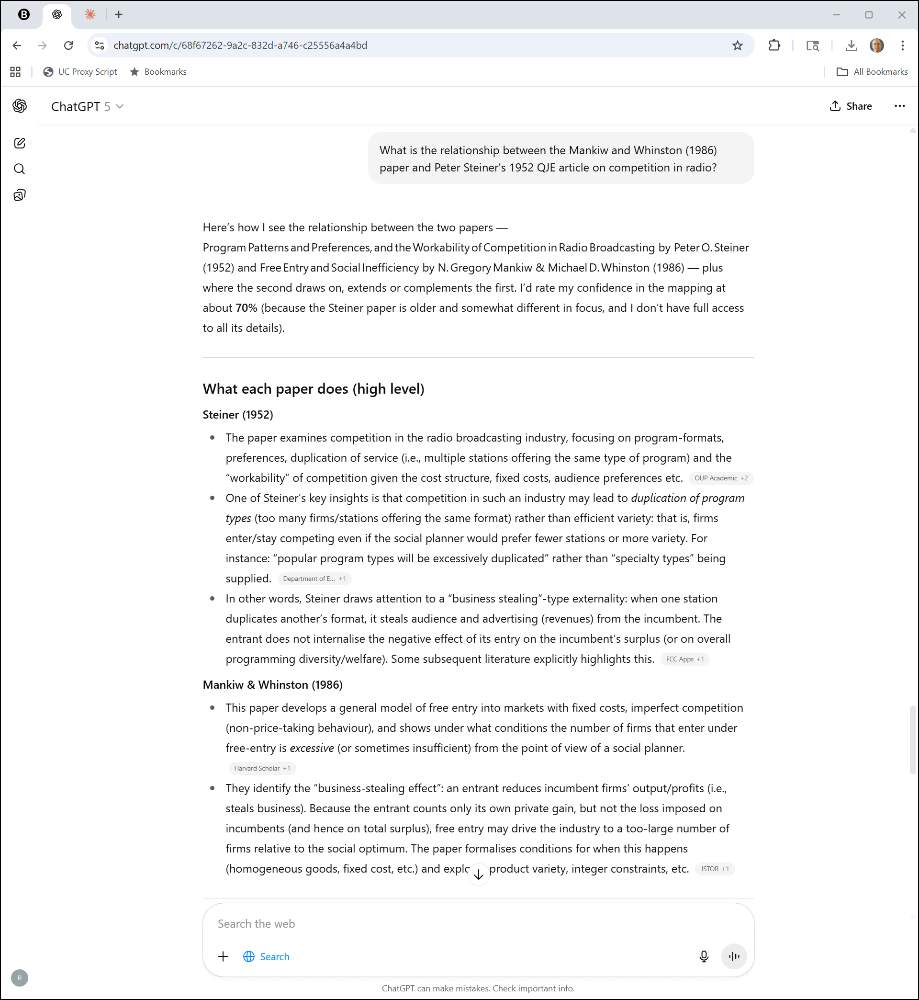 B
chatgpt.com/c/68f67262-9a2c-832d-a746-c25556a4a4bd
UC Proxy Script
Bookmarks
All Bookmarks
ChatGPT 5
Share
What is the relationship between the Mankiw and Whinston (1986)
paper and Peter Steiner's 1952 QJE article on competition in radio?
Here’s how I see the relationship between the two papers —
Program Patterns and Preferences, and the Workability of Competition in Radio Broadcasting by Peter O. Steiner
(1952) and Free Entry and Social Inefficiency by N. Gregory Mankiw & Michael D. Whinston (1986) — plus
where the second draws on, extends or complements the first. I’d rate my confidence in the mapping at
about 70% (because the Steiner paper is older and somewhat different in focus, and I don’t have full access
to all its details).
What each paper does (high level)
Steiner (1952)
• The paper examines competition in the radio broadcasting industry, focusing on program-formats,
preferences, duplication of service (i.e., multiple stations offering the same type of program) and the
“workability” of competition given the cost structure, fixed costs, audience preferences etc. OUP Academic +2
• One of Steiner’s key insights is that competition in such an industry may lead to duplication of program
types (too many firms/stations offering the same format) rather than efficient variety: that is, firms
enter/stay competing even if the social planner would prefer fewer stations or more variety. For
instance: “popular program types will be excessively duplicated” rather than “specialty types” being
supplied. Department of E... +1
• In other words, Steiner draws attention to a “business stealing”-type externality: when one station
duplicates another’s format, it steals audience and advertising (revenues) from the incumbent. The
entrant does not internalise the negative effect of its entry on the incumbent’s surplus (or on overall
programming diversity/welfare). Some subsequent literature explicitly highlights this. FCC Apps +1
Mankiw & Whinston (1986)
• This paper develops a general model of free entry into markets with fixed costs, imperfect competition
(non-price-taking behaviour), and shows under what conditions the number of firms that enter under
free-entry is excessive (or sometimes insufficient) from the point of view of a social planner.
Harvard Scholar +1
• They identify the “business-stealing effect”: an entrant reduces incumbent firms’ output/profits (i.e.,
steals business). Because the entrant counts only its own private gain, but not the loss imposed on
incumbents (and hence on total surplus), free entry may drive the industry to a too-large number of
firms relative to the social optimum. The paper formalises conditions for when this happens
(homogeneous goods, fixed cost, etc.) and explo product variety, integer constraints, etc. JSTOR +1
Search the web
Search
R
ChatGPT can make mistakes. Check important info.